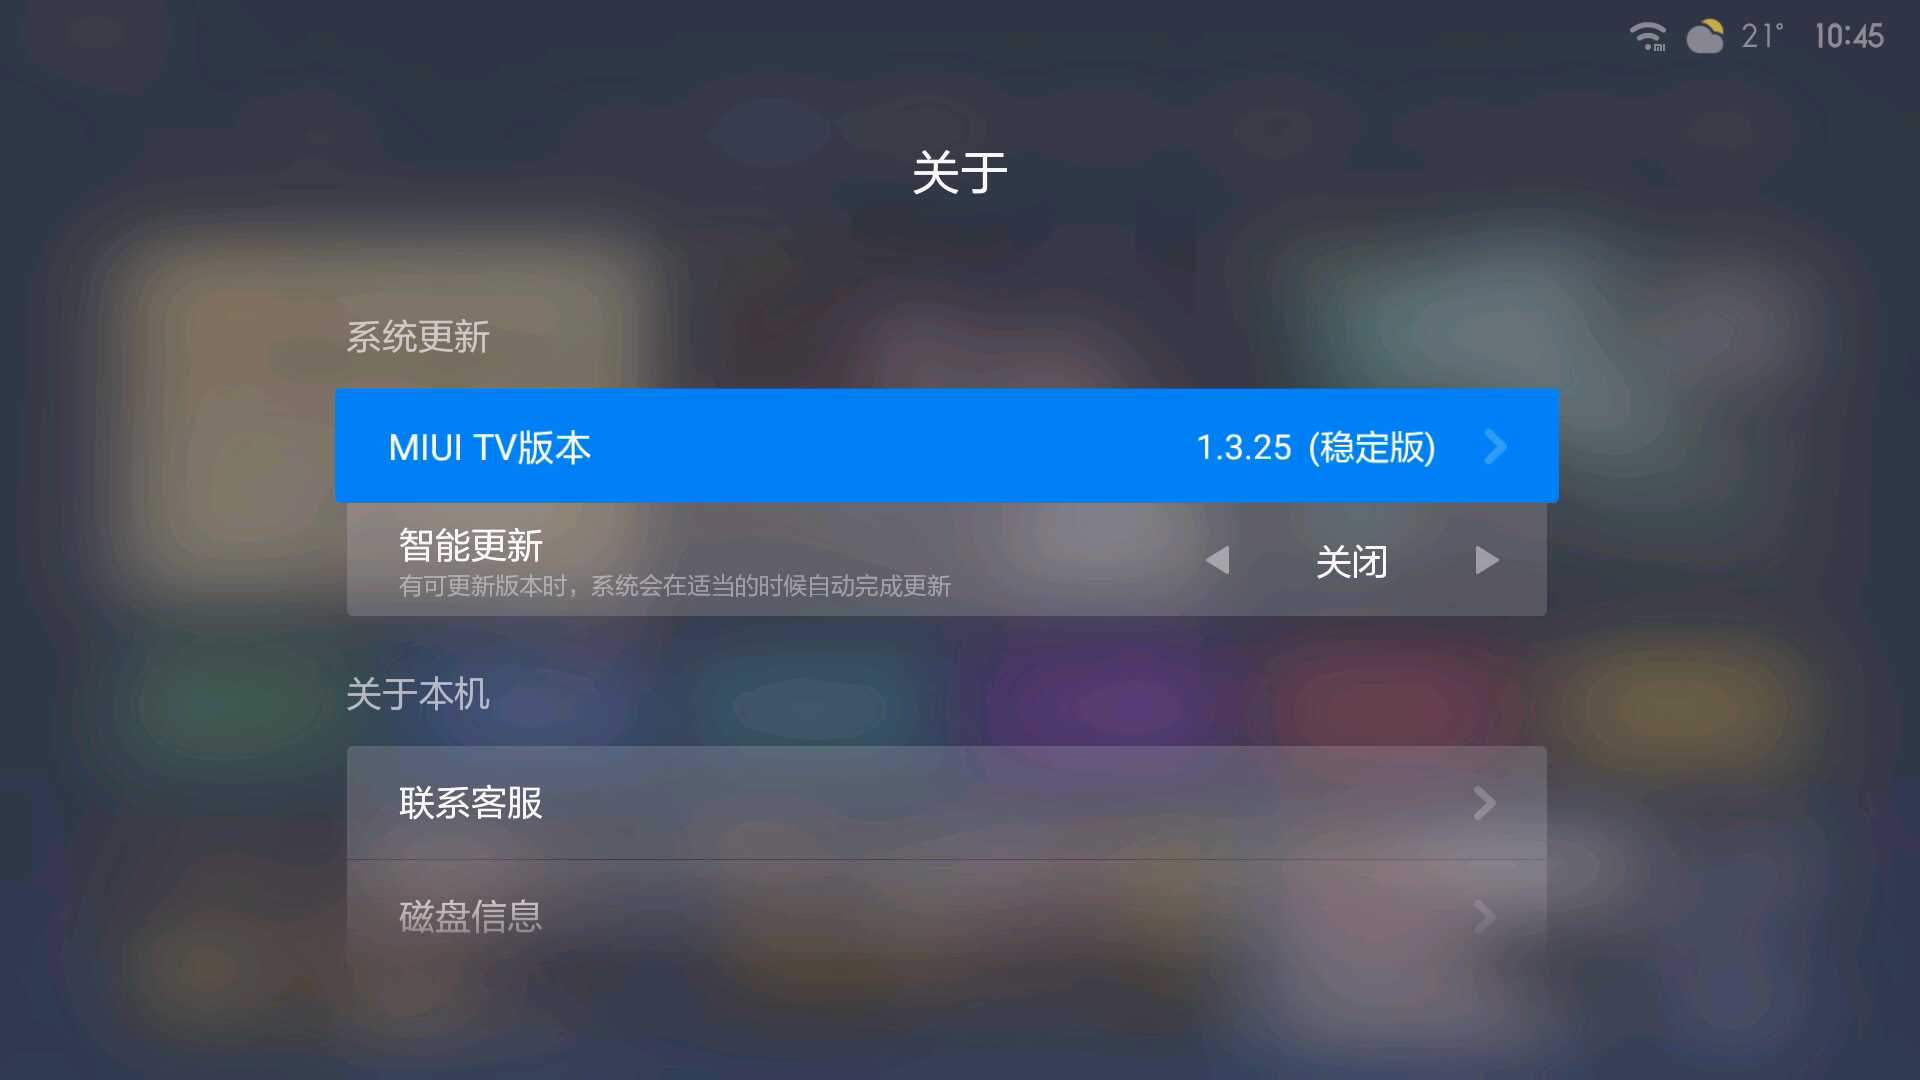 21° 10:45
关于
系统更新
MIUI TV版本 1.3.25 (稳定版)
智能更新 关闭
有可更新版本时，系统会在适当的时候自动完成更新
关于本机
联系客服
磁盘信息